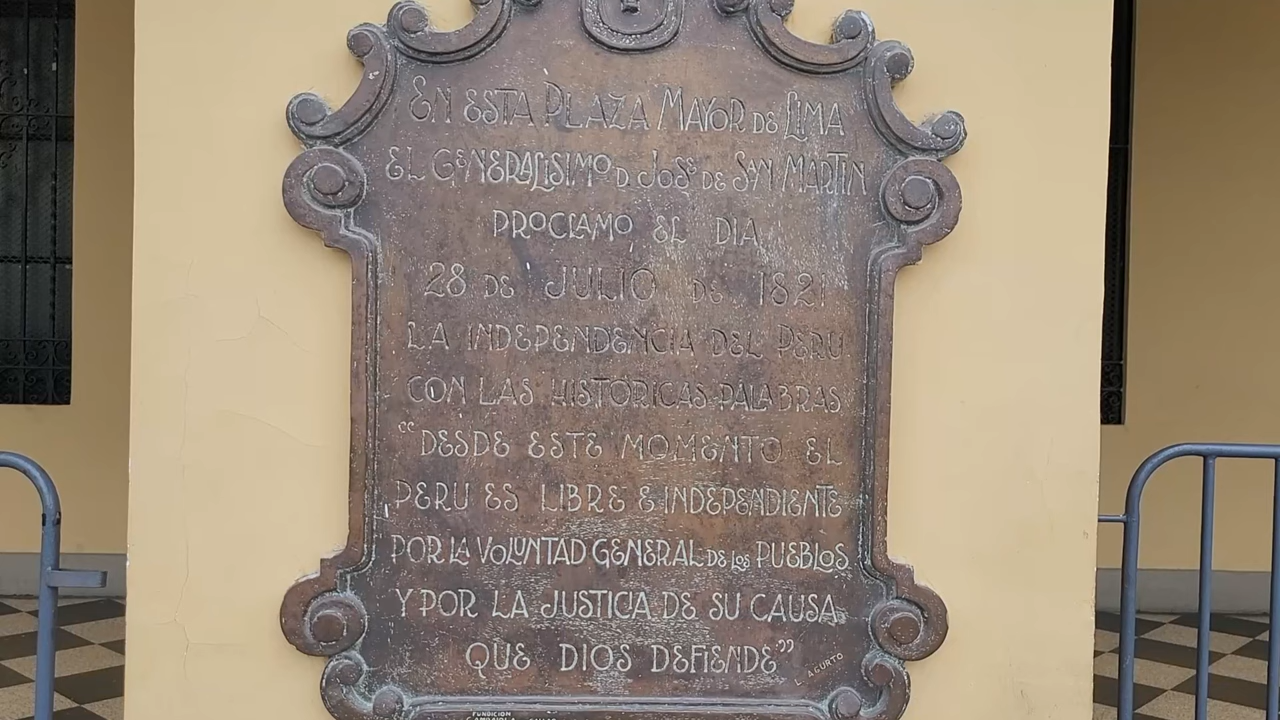 EN ESTA PLAZA MAYOR DE LIMA
EL GENERALISIMO D. JOSE DE SAN MARTIN
PROCLAMO, EL DIA
28 DE JULIO DE 1821
LA INDEPENDENCIA DEL PERU
CON LAS HISTORICAS PALABRAS
“DESDE ESTE MOMENTO EL
PERU ES LIBRE E INDEPENDIENTE
POR LA VOLUNTAD GENERAL DE LOS PUEBLOS
Y POR LA JUSTICIA DE SU CAUSA
QUE DIOS DEFIENDE”
L. AGURTO
FUNDICION